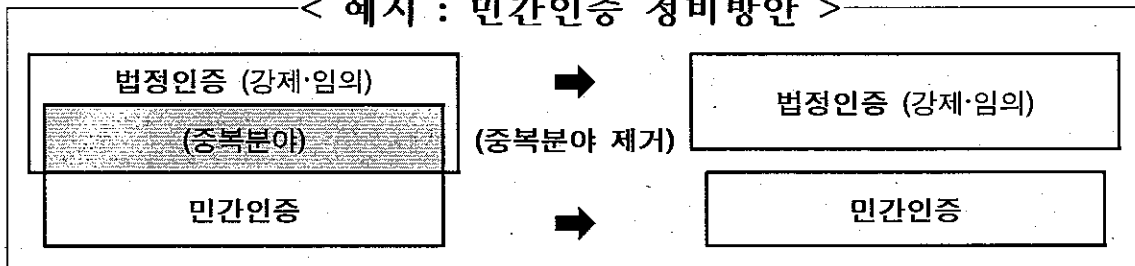 < 예시 : 민간인증 정비방안 >
법정인증 (강제·임의)
(중복분야)
민간인증
(중복분야 제거)
법정인증 (강제·임의)
민간인증